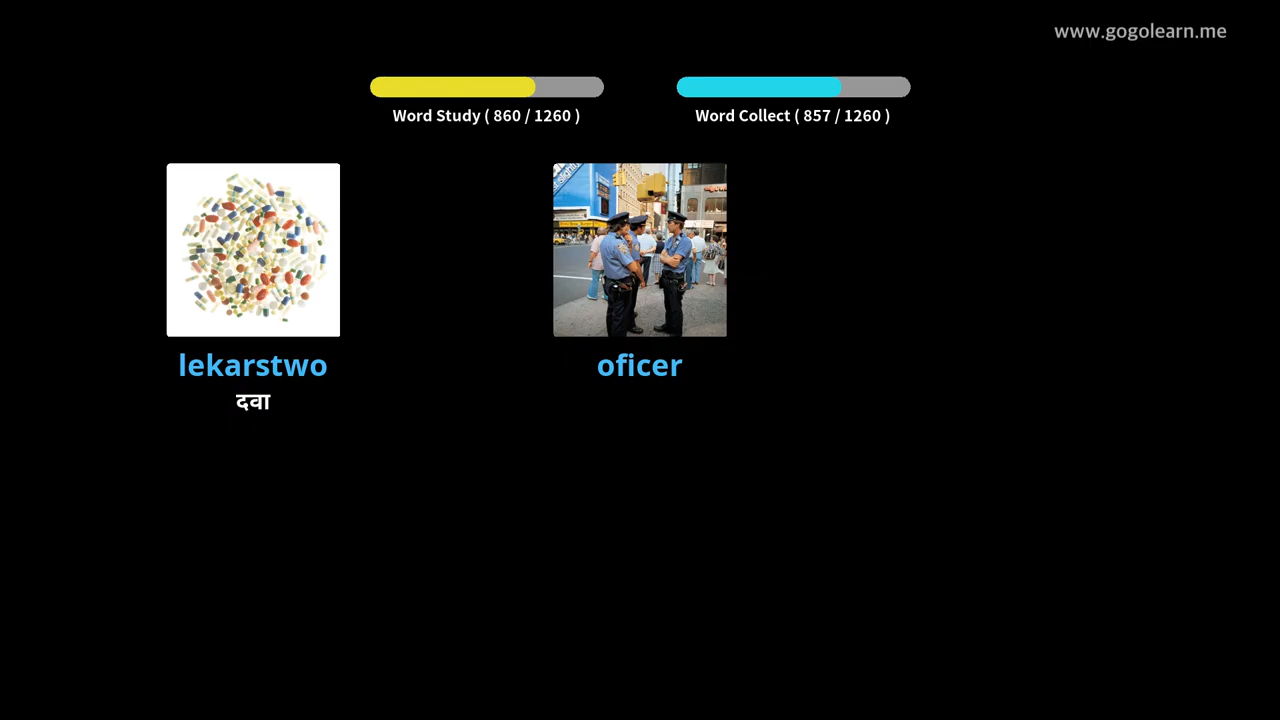 www.gogolearn.me
Word Study ( 860 / 1260 )
Word Collect ( 857 / 1260 )
lekarstwo
oficer
दवा